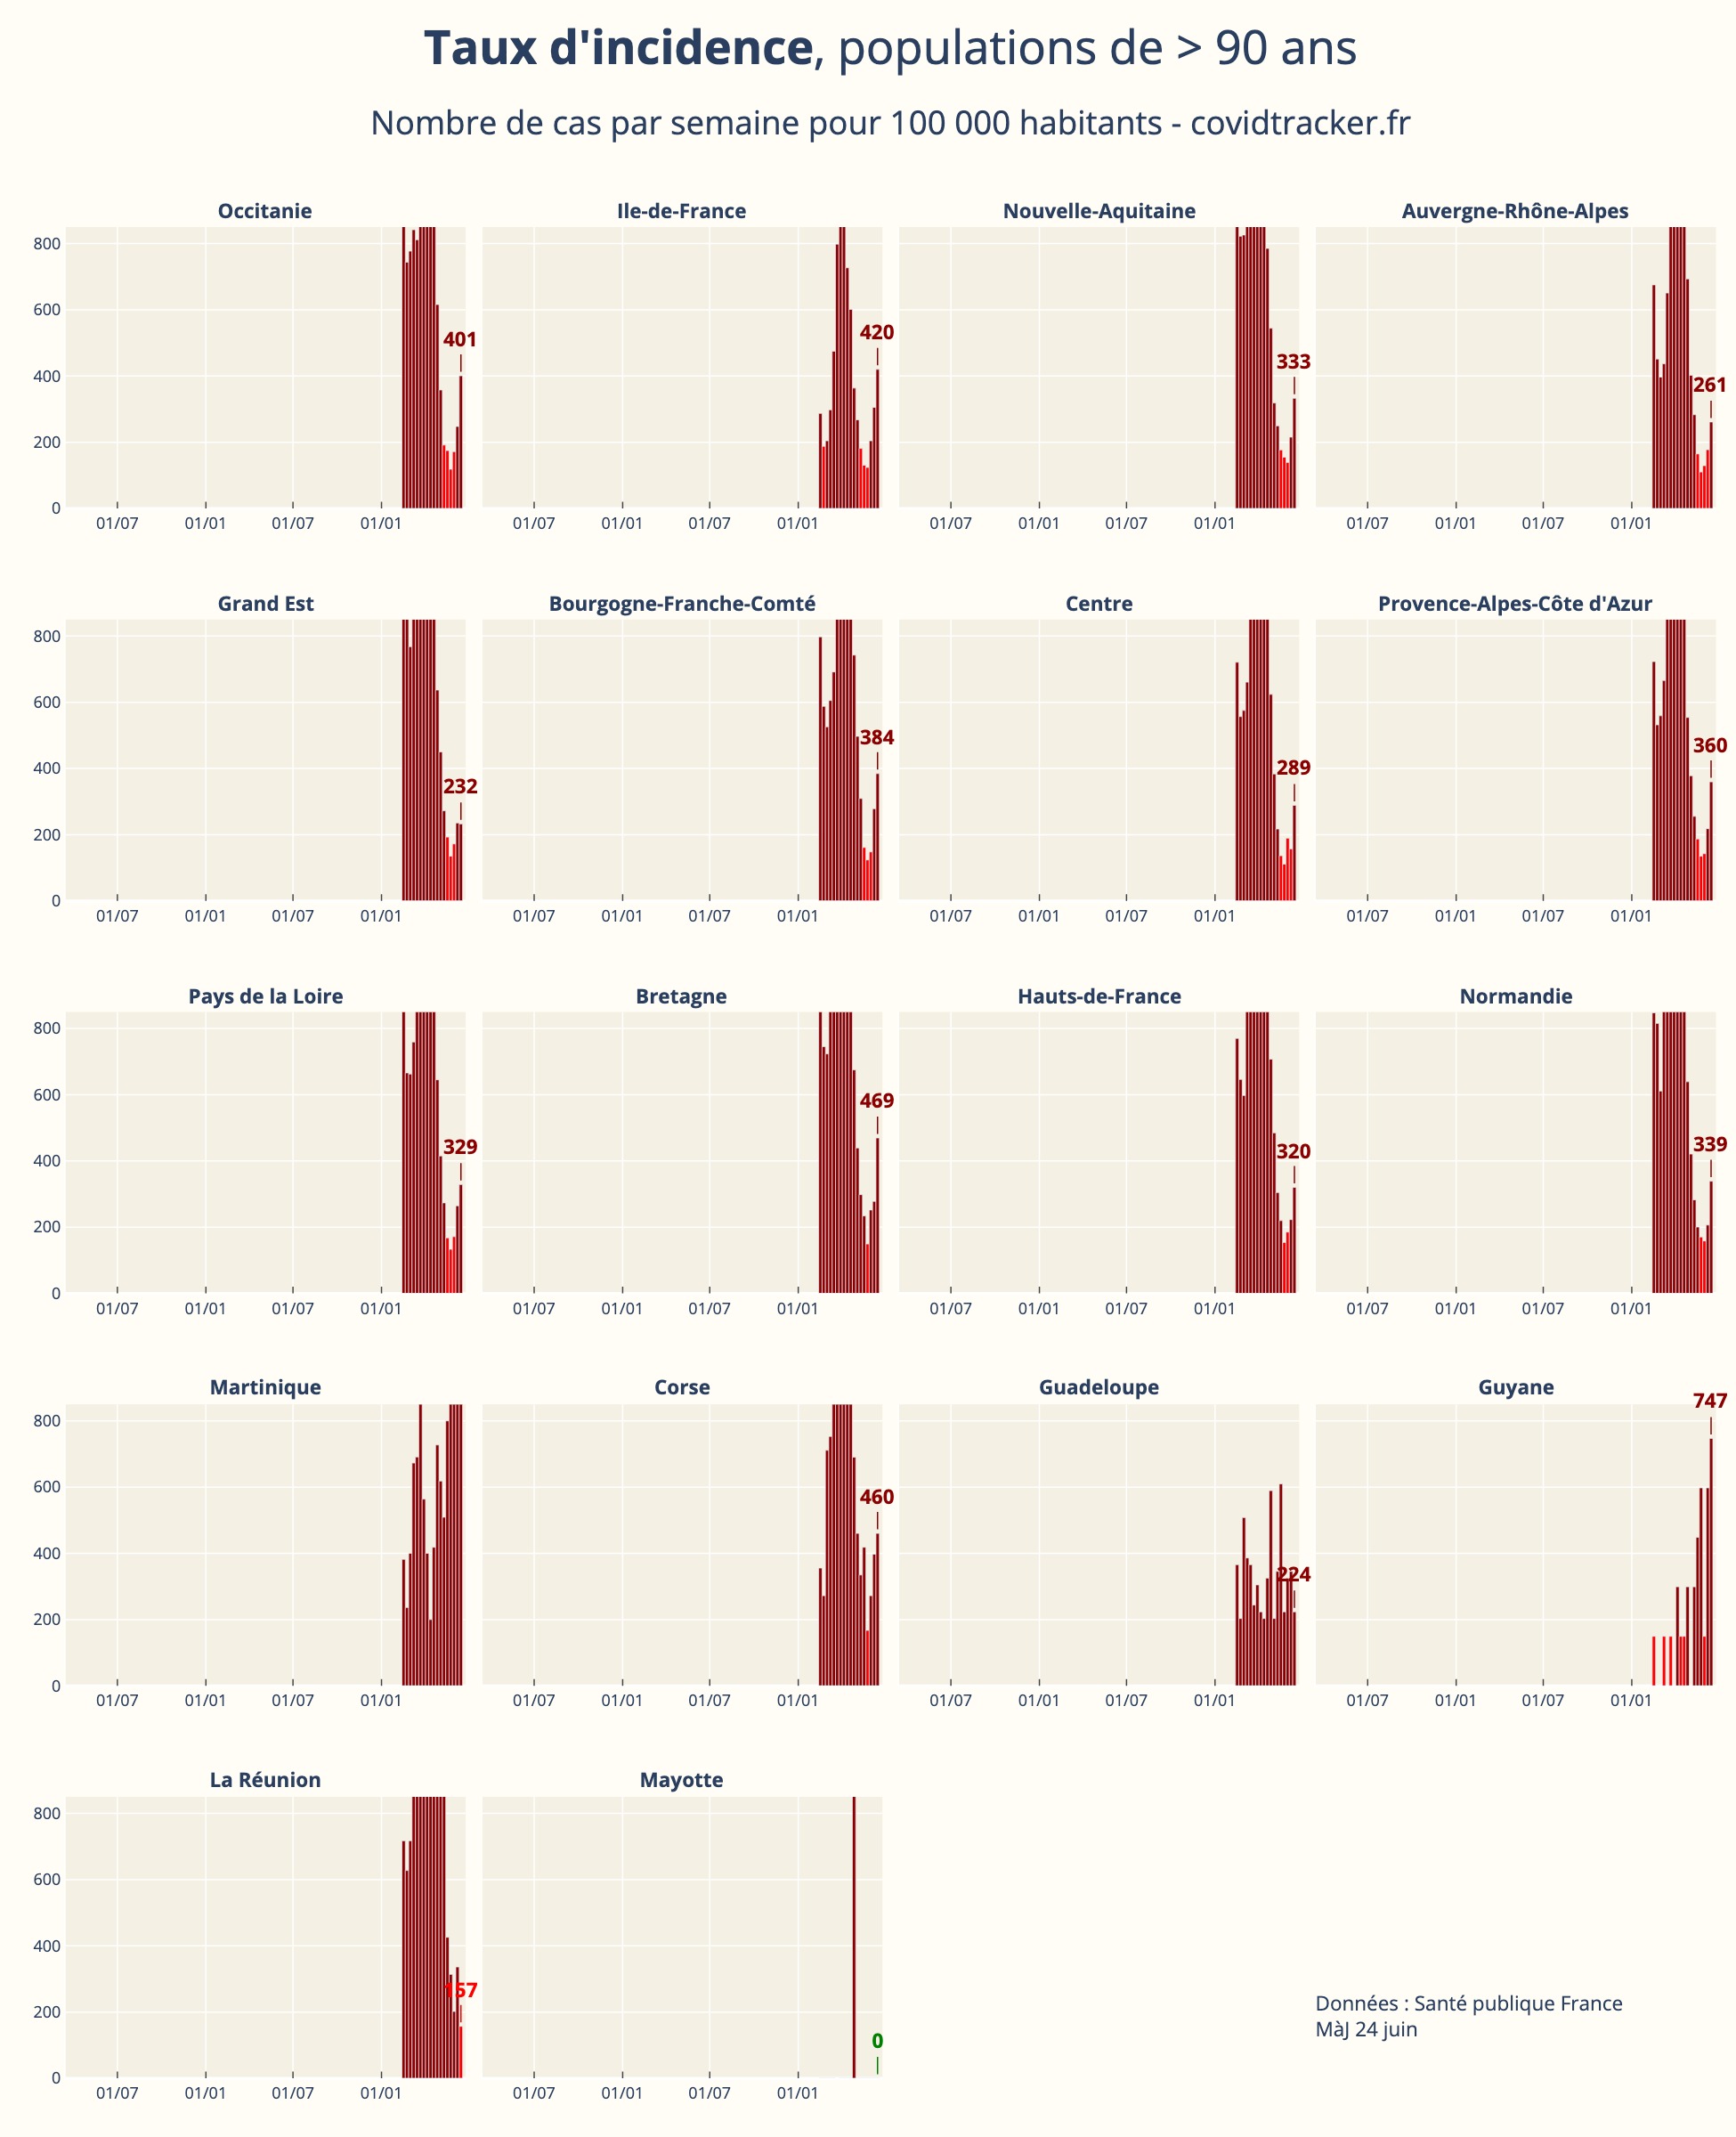 Taux d'incidence, populations de > 90 ans
Nombre de cas par semaine pour 100 000 habitants - covidtracker.fr
Occitanie Ile-de-France Nouvelle-Aquitaine Auvergne-Rhône-Alpes
800
600
400
200
0
401 420 333 261
01/07 01/01 01/07 01/01 01/07 01/01 01/07 01/01 01/07 01/01 01/07 01/01 01/07 01/01 01/07 01/01
Grand Est Bourgogne-Franche-Comté Centre Provence-Alpes-Côte d'Azur
800
600
400
200
0
232 384 289 360
01/07 01/01 01/07 01/01 01/07 01/01 01/07 01/01 01/07 01/01 01/07 01/01 01/07 01/01 01/07 01/01
Pays de la Loire Bretagne Hauts-de-France Normandie
800
600
400
200
0
329 469 320 339
01/07 01/01 01/07 01/01 01/07 01/01 01/07 01/01 01/07 01/01 01/07 01/01 01/07 01/01 01/07 01/01
Martinique Corse Guadeloupe Guyane
800
600
400
200
0
460 224 747
01/07 01/01 01/07 01/01 01/07 01/01 01/07 01/01 01/07 01/01 01/07 01/01 01/07 01/01 01/07 01/01
La Réunion Mayotte
800
600
400
200
0
157 0
01/07 01/01 01/07 01/01 01/07 01/01 01/07 01/01
Données : Santé publique France
MàJ 24 juin